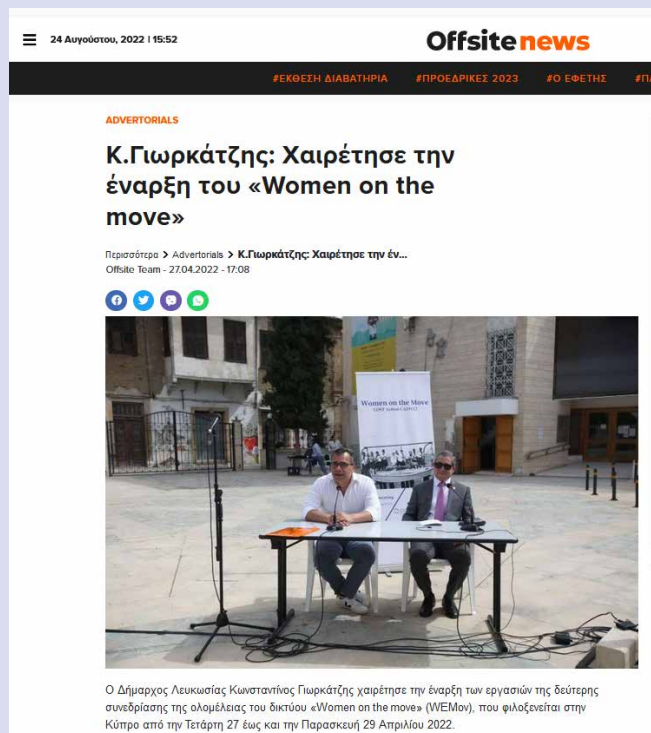 24 Αυγούστου, 2022 | 15:52
Offsite news
#ΕΚΘΕΣΗ ΔΙΑΒΑΤΗΡΙΑ #ΠΡΟΕΔΡΙΚΕΣ 2023 #Ο ΕΦΕΤΗΣ
ADVERTORIALS
Κ.Γιωρκάτζης: Χαιρέτησε την
έναρξη του «Women on the
move»
Περισσότερα > Advertorials > Κ.Γιωρκάτζης: Χαιρέτησε την έν...
Offsite Team - 27.04.2022 - 17:08
Women on the Move
Ο Δήμαρχος Λευκωσίας Κωνσταντίνος Γιωρκάτζης χαιρέτησε την έναρξη των εργασιών της δεύτερης
συνεδρίασης της ολομέλειας του δικτύου «Women on the move» (WEMov), που φιλοξενείται στην
Κύπρο από την Τετάρτη 27 έως και την Παρασκευή 29 Απριλίου 2022.